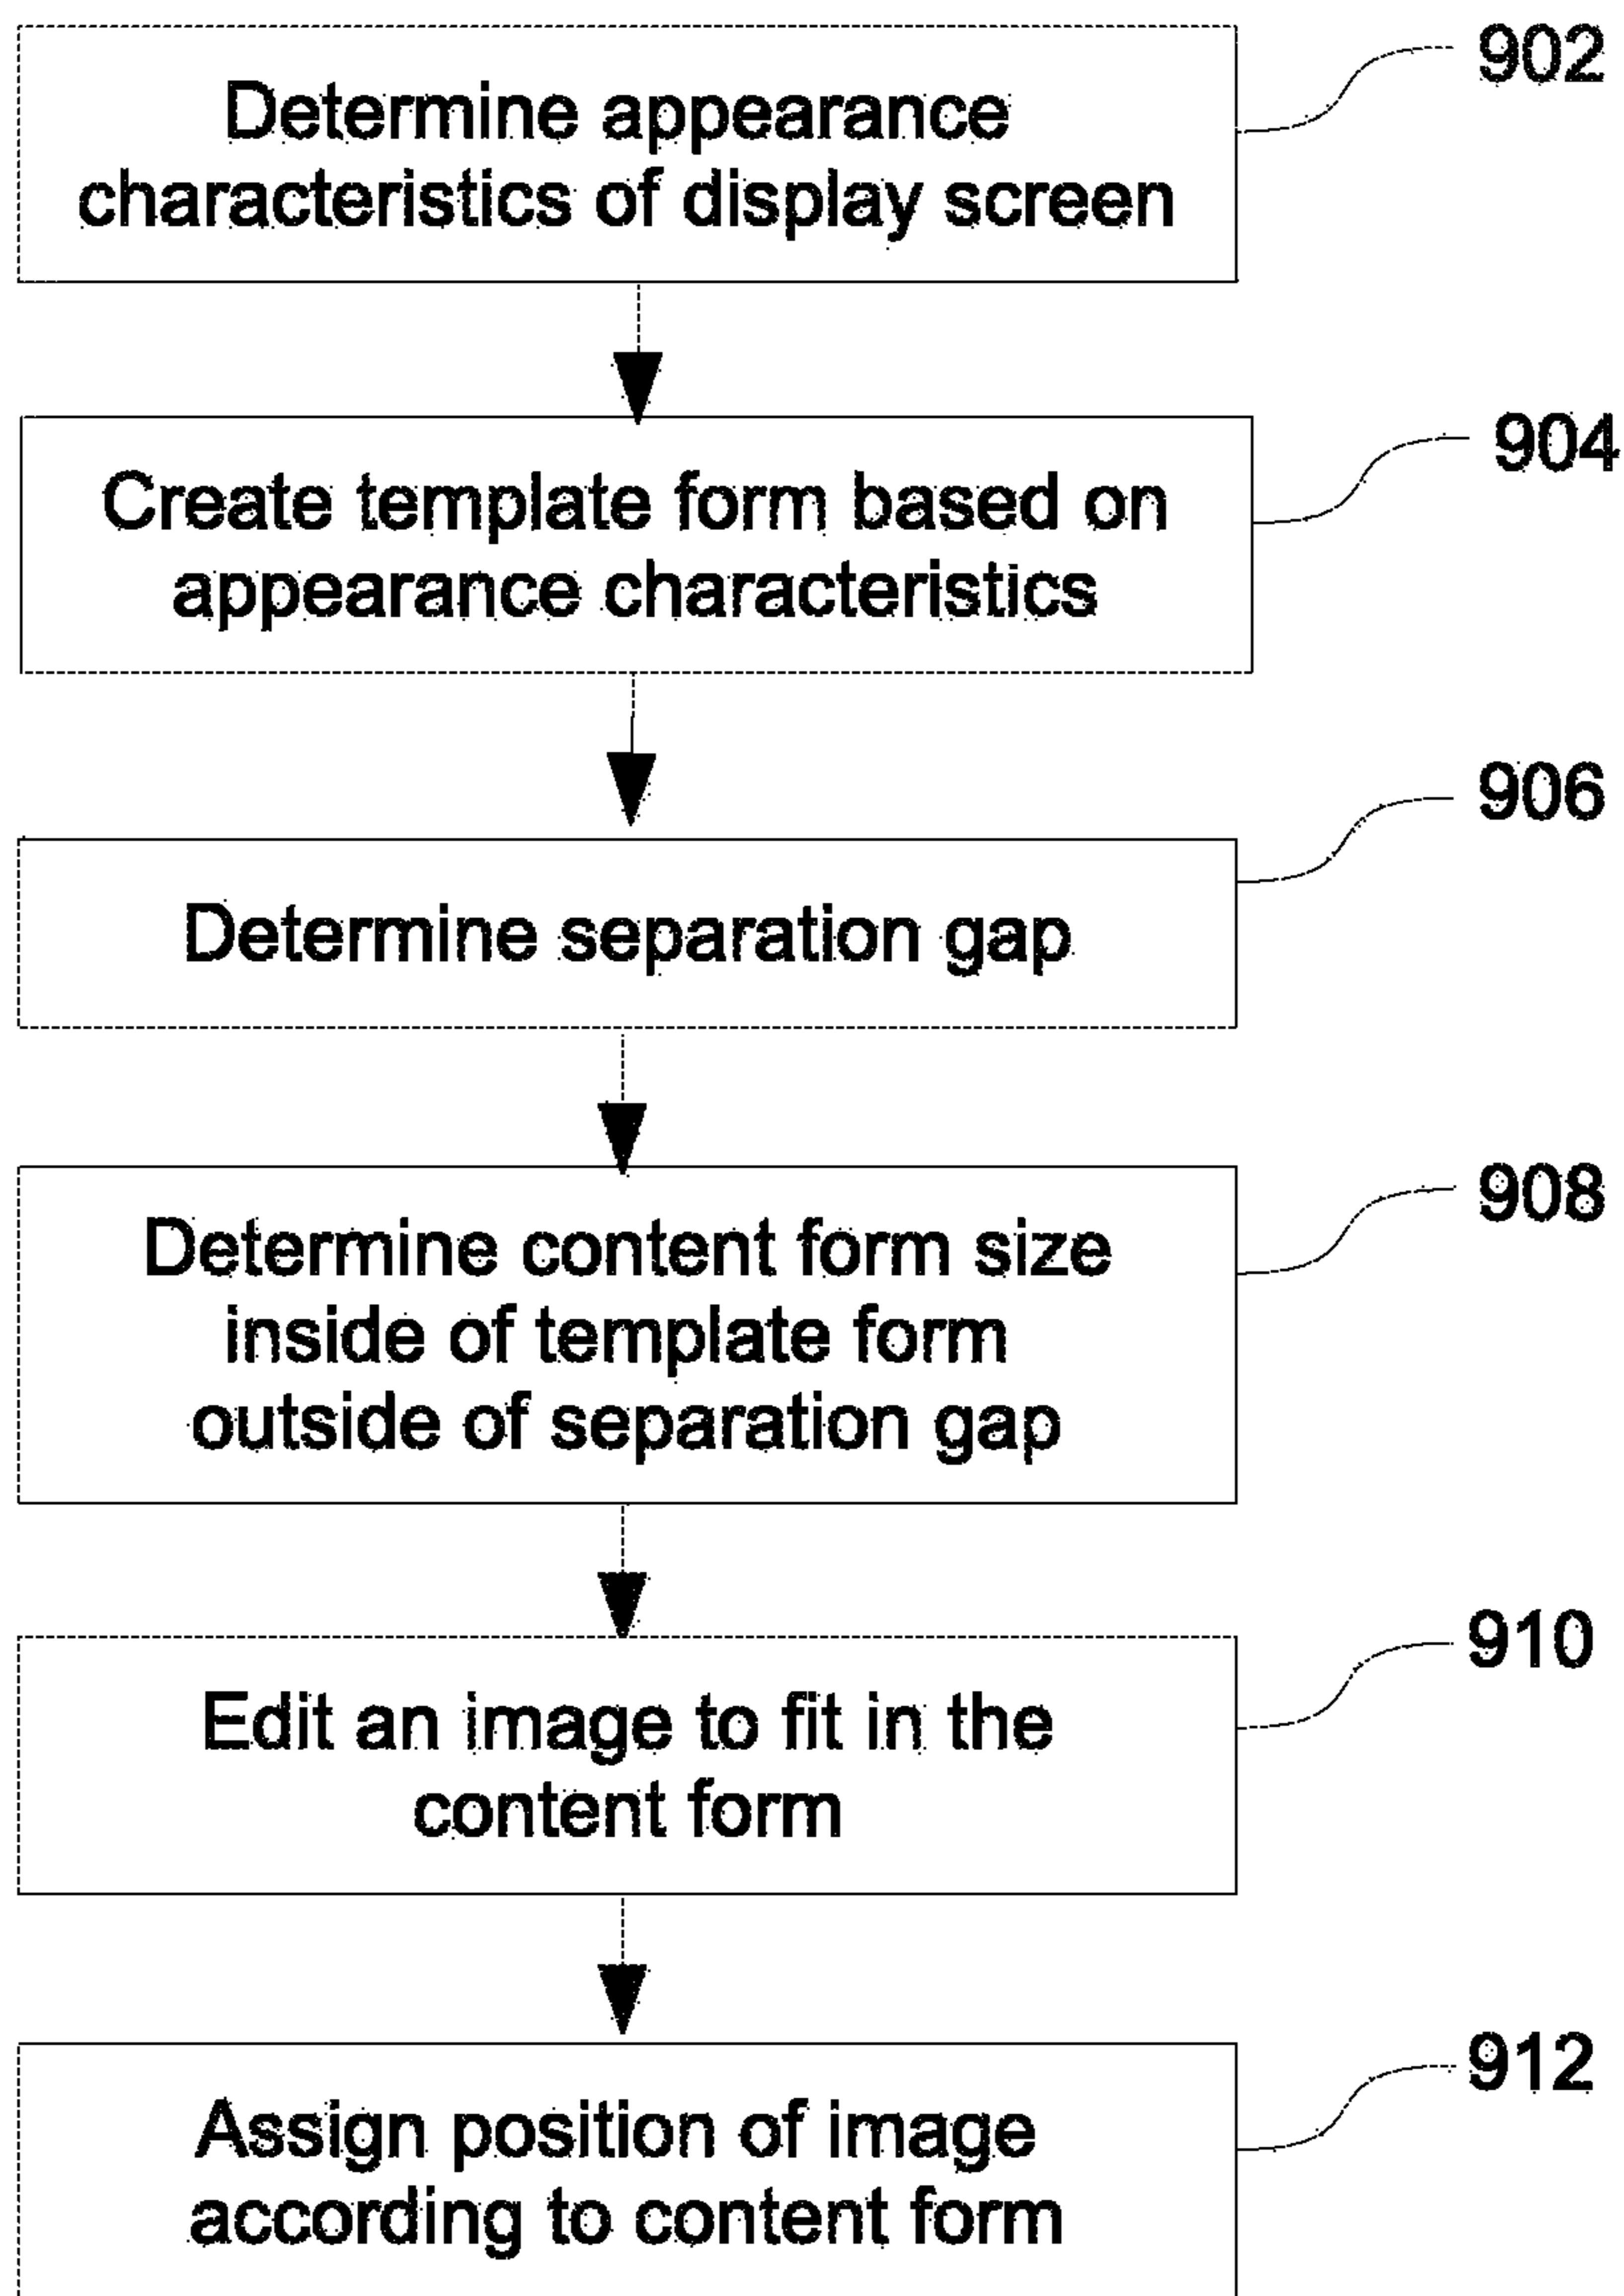 902
Determine appearance
characteristics of display screen
904
Create template form based on
appearance characteristics
906
Determine separation gap
908
Determine content form size
inside of template form
outside of separation gap
910
Edit an image to fit in the
content form
912
Assign position of image
according to content form